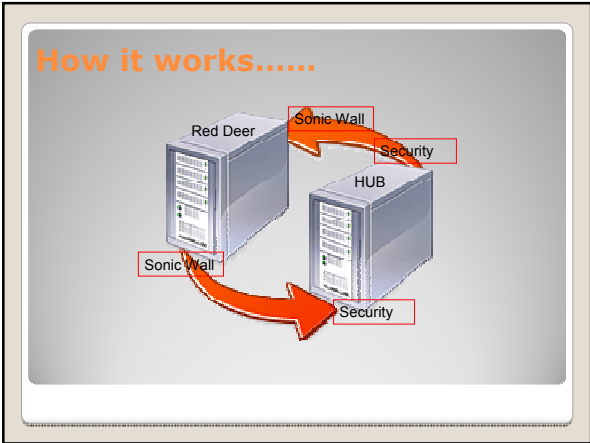 How it works......
Sonic Wall
Red Deer
Security
HUB
Sonic Wall
Security